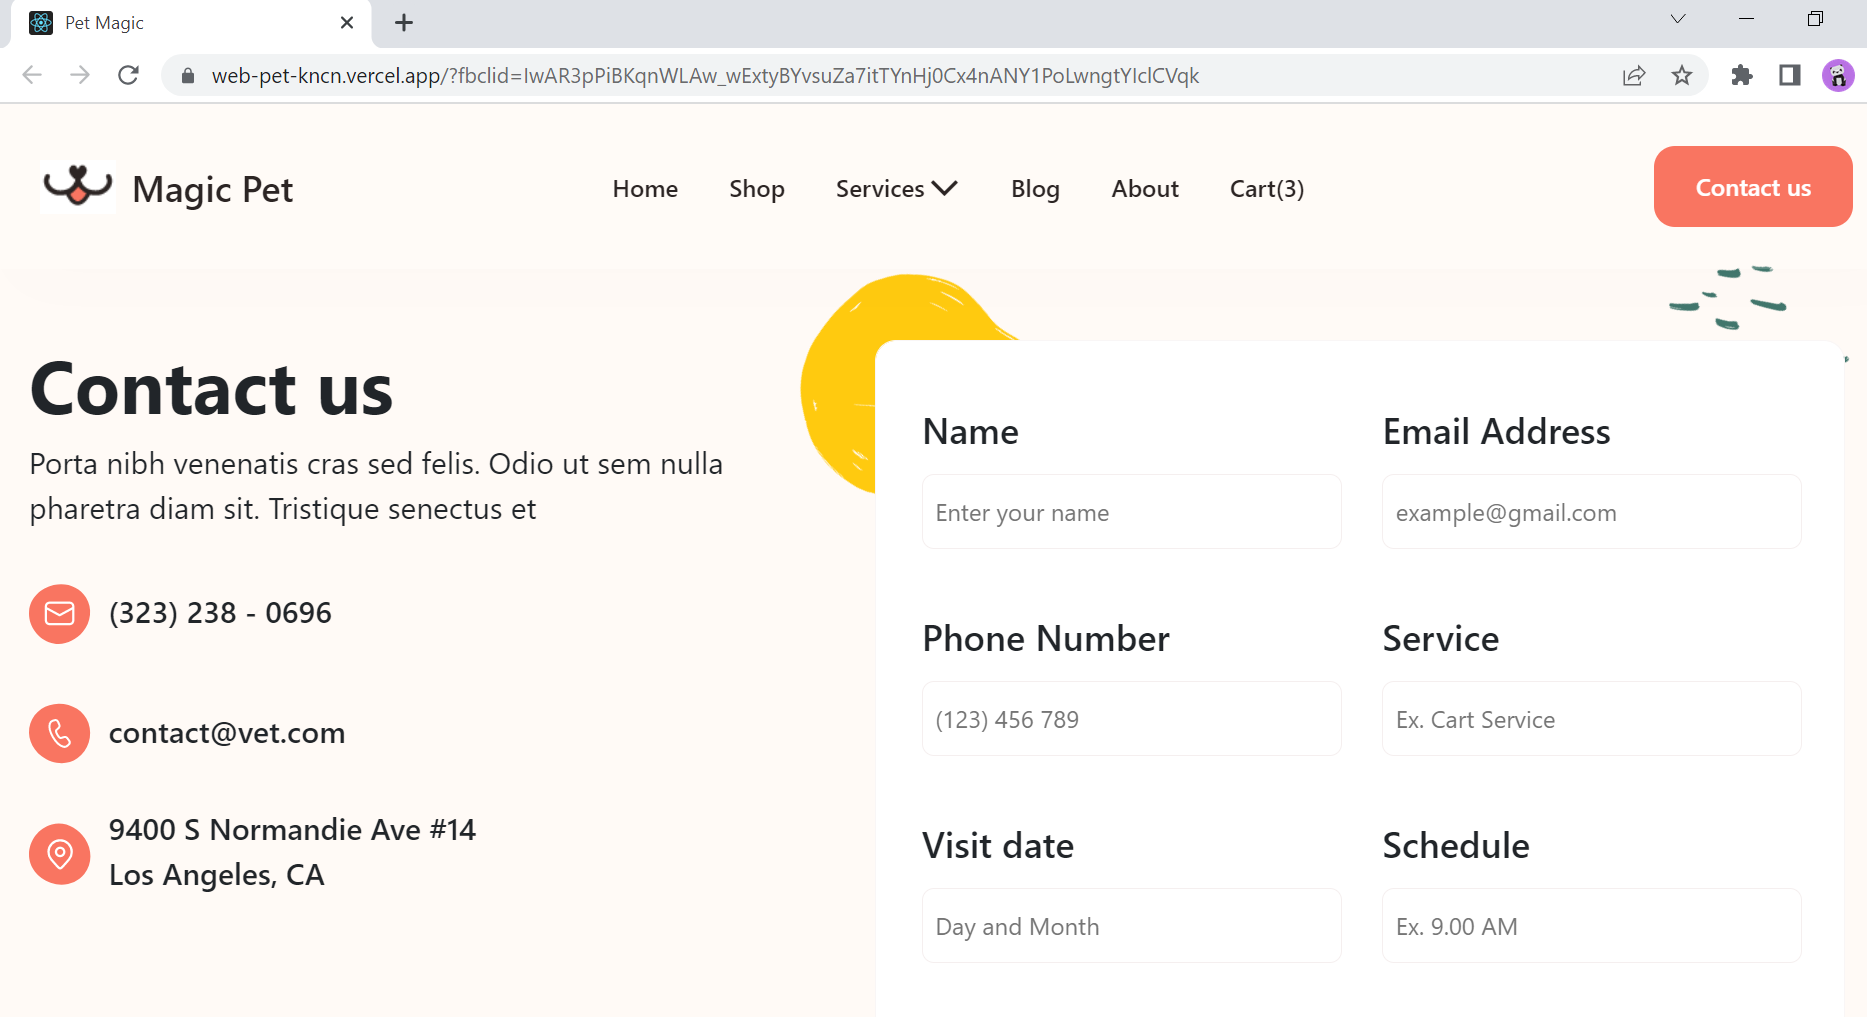 Pet Magic
web-pet-kncn.vercel.app/?fbclid=IwAR3pPiBKqnWLAw_wExtyBYvsuZa7itTYnHj0Cx4nANY1PoLwngtYIclCVqk
Magic Pet
Home Shop Services Blog About Cart(3)
Contact us
Contact us
Porta nibh venenatis cras sed felis. Odio ut sem nulla
pharetra diam sit. Tristique senectus et
(323) 238 - 0696
contact@vet.com
9400 S Normandie Ave #14
Los Angeles, CA
Name
Enter your name
Email Address
example@gmail.com
Phone Number
(123) 456 789
Service
Ex. Cart Service
Visit date
Day and Month
Schedule
Ex. 9.00 AM